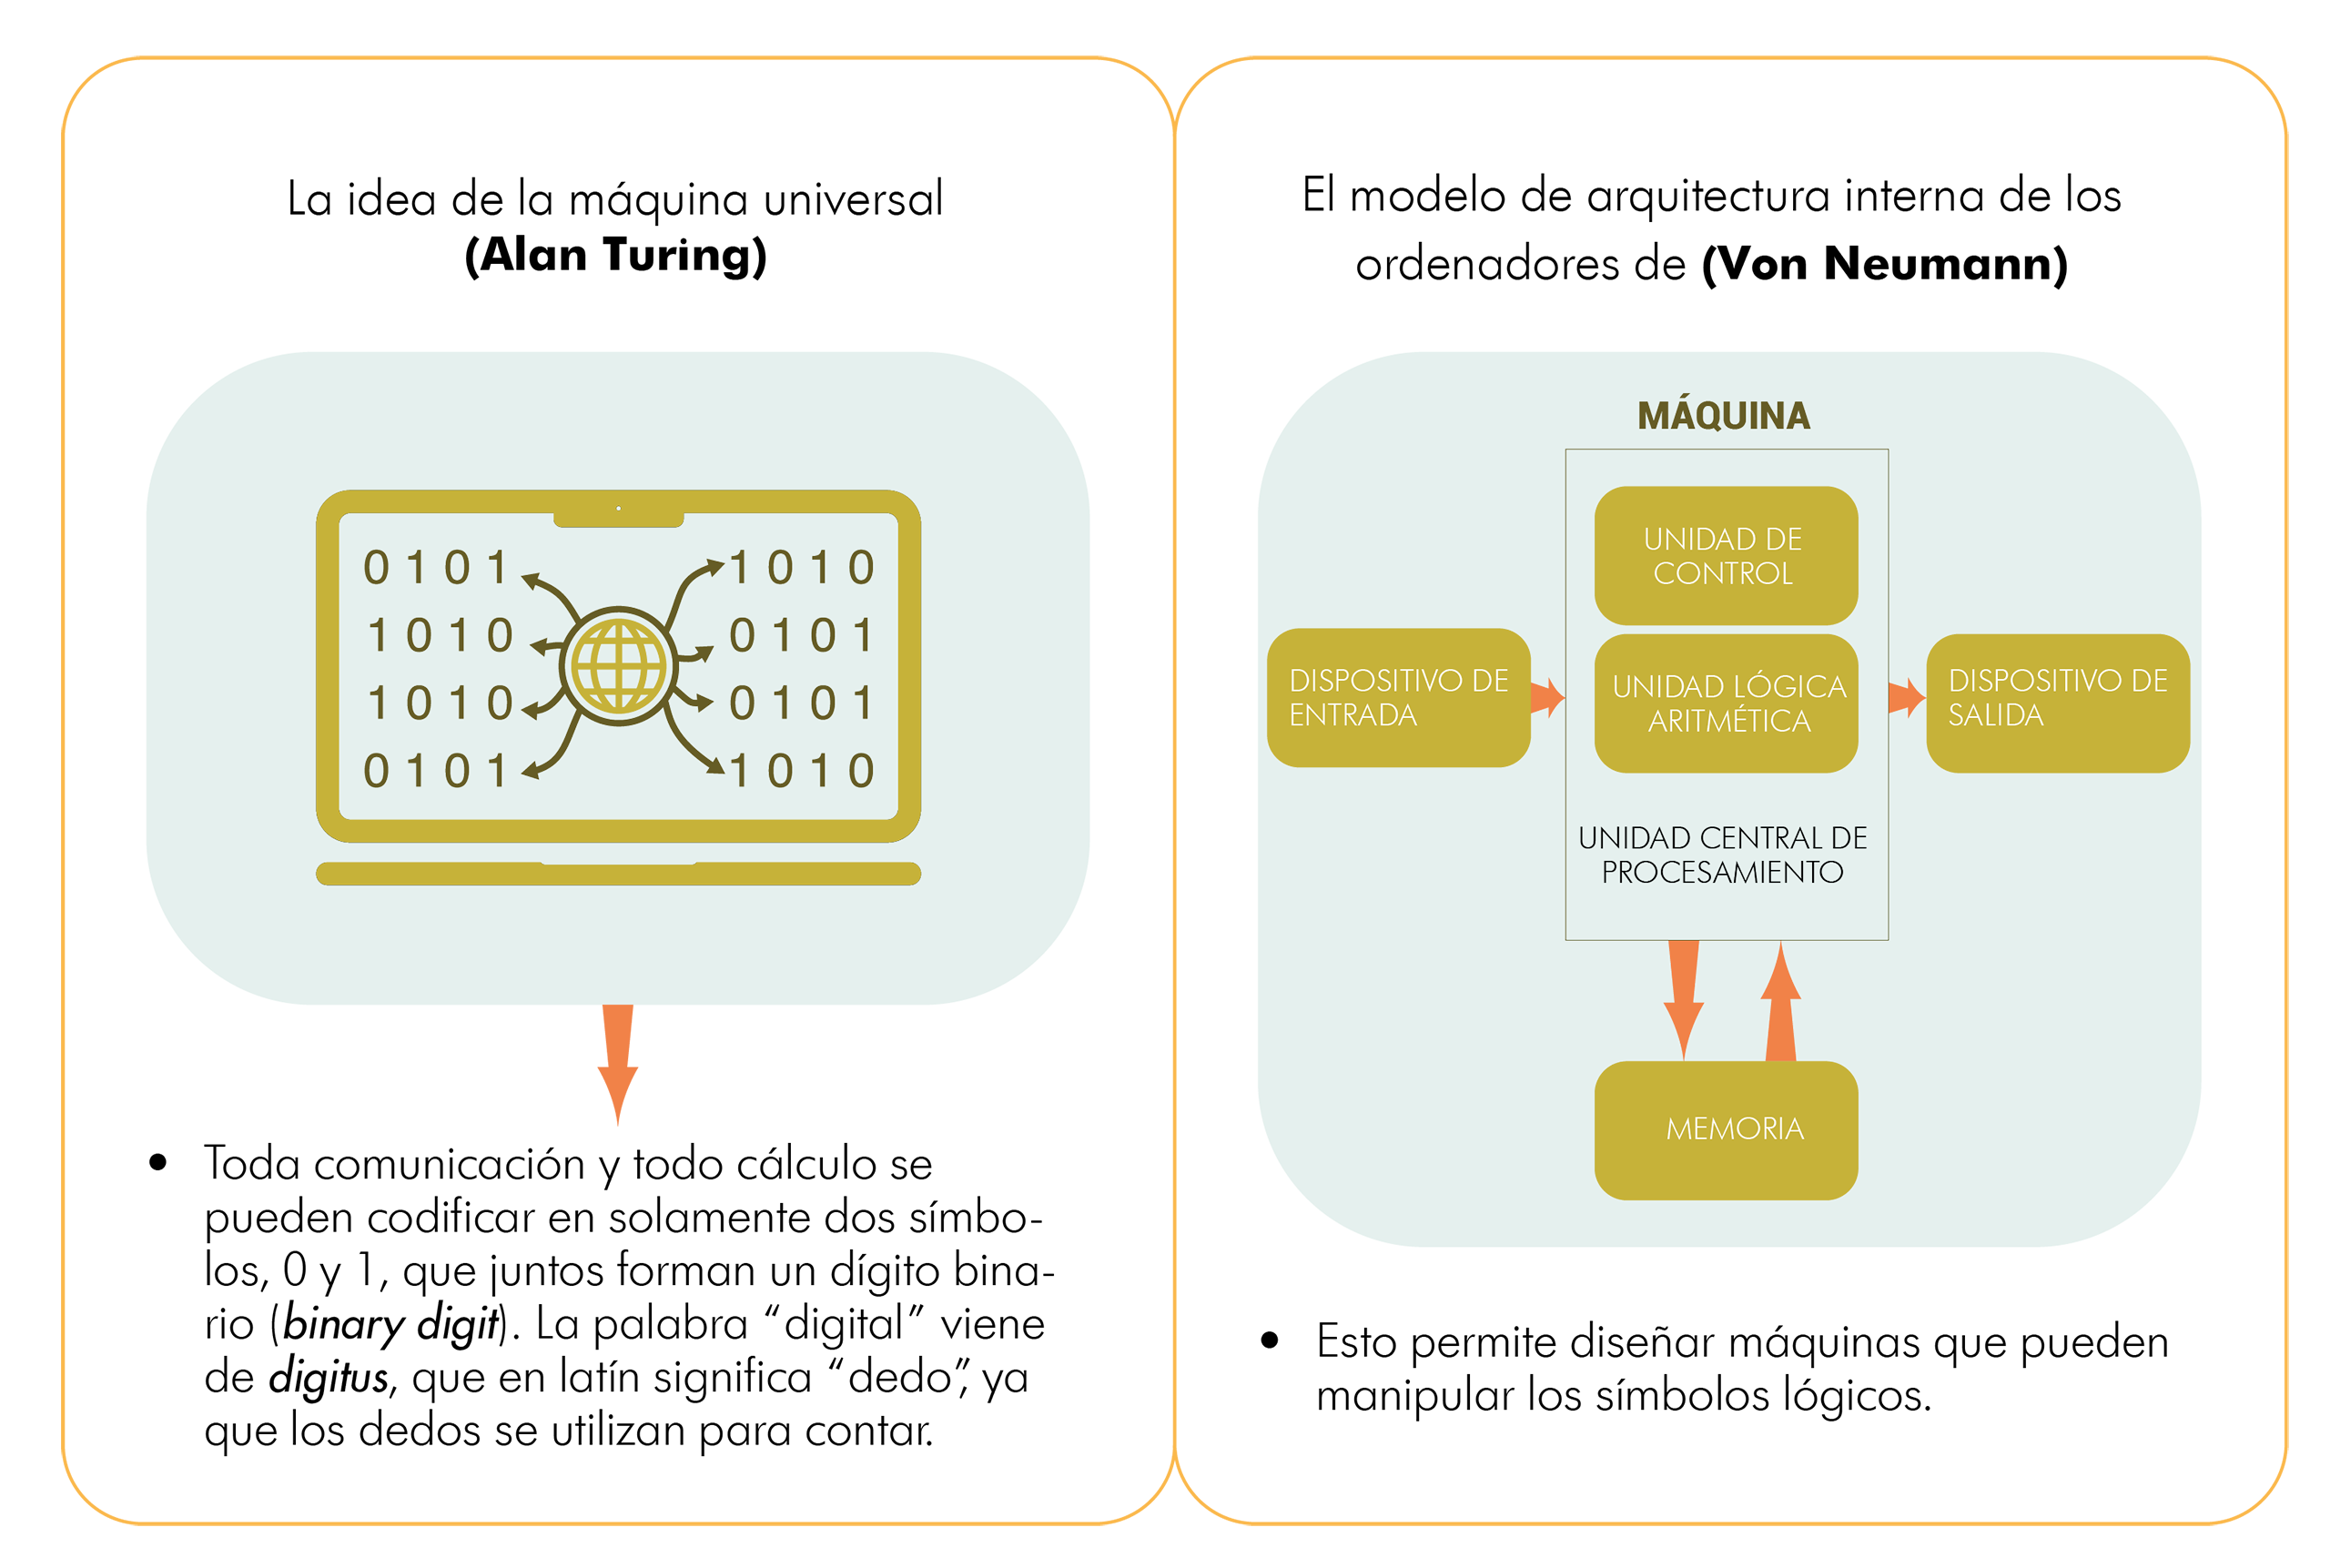 La idea de la máquina universal
(Alan Turing)
0 1 0 1
1 0 1 0
1 0 1 0
0 1 0 1
1 0 1 0
0 1 0 1
0 1 0 1
1 0 1 0
• Toda comunicación y todo cálculo se
pueden codificar en solamente dos símbo-
los, 0 y 1, que juntos forman un dígito bina-
rio (binary digit). La palabra “digital” viene
de digitus, que en latín significa “dedo”, ya
que los dedos se utilizan para contar.
El modelo de arquitectura interna de los
ordenadores de (Von Neumann)
MÁQUINA
UNIDAD DE
CONTROL
DISPOSITIVO DE
ENTRADA
UNIDAD LÓGICA
ARITMÉTICA
DISPOSITIVO DE
SALIDA
UNIDAD CENTRAL DE
PROCESAMIENTO
MEMORIA
• Esto permite diseñar máquinas que pueden
manipular los símbolos lógicos.